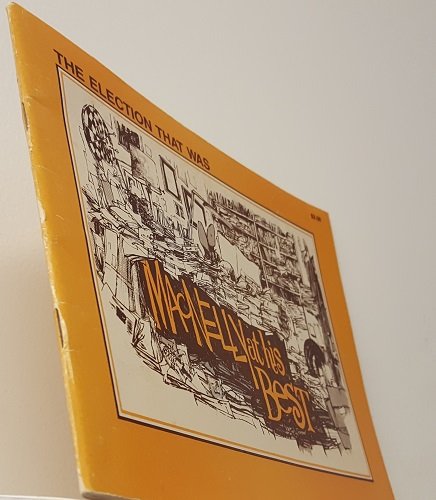 THE ELECTION THAT WAS
MACNELLY at his
BEST